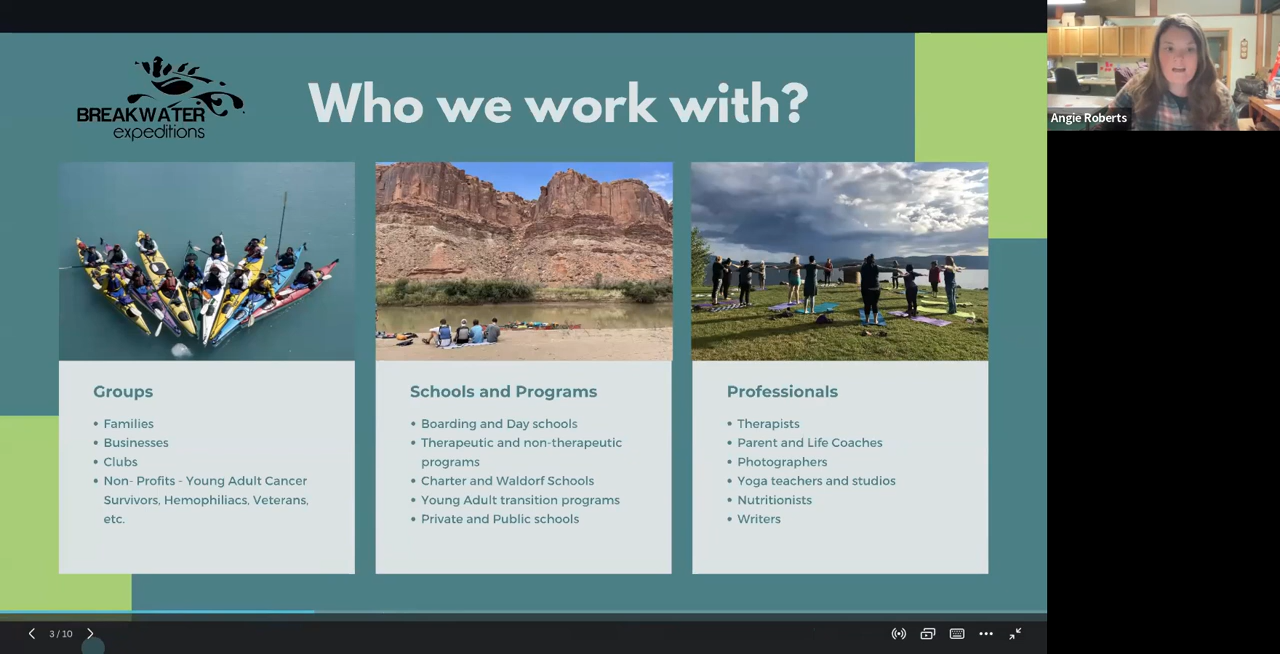 BREAKWATER
expeditions
Who we work with?
Angie Roberts
Groups
• Families
• Businesses
• Clubs
• Non- Profits - Young Adult Cancer
Survivors, Hemophiliacs, Veterans,
etc.
Schools and Programs
• Boarding and Day schools
• Therapeutic and non-therapeutic
programs
• Charter and Waldorf Schools
• Young Adult transition programs
• Private and Public schools
Professionals
• Therapists
• Parent and Life Coaches
• Photographers
• Yoga teachers and studios
• Nutritionists
• Writers
3 / 10